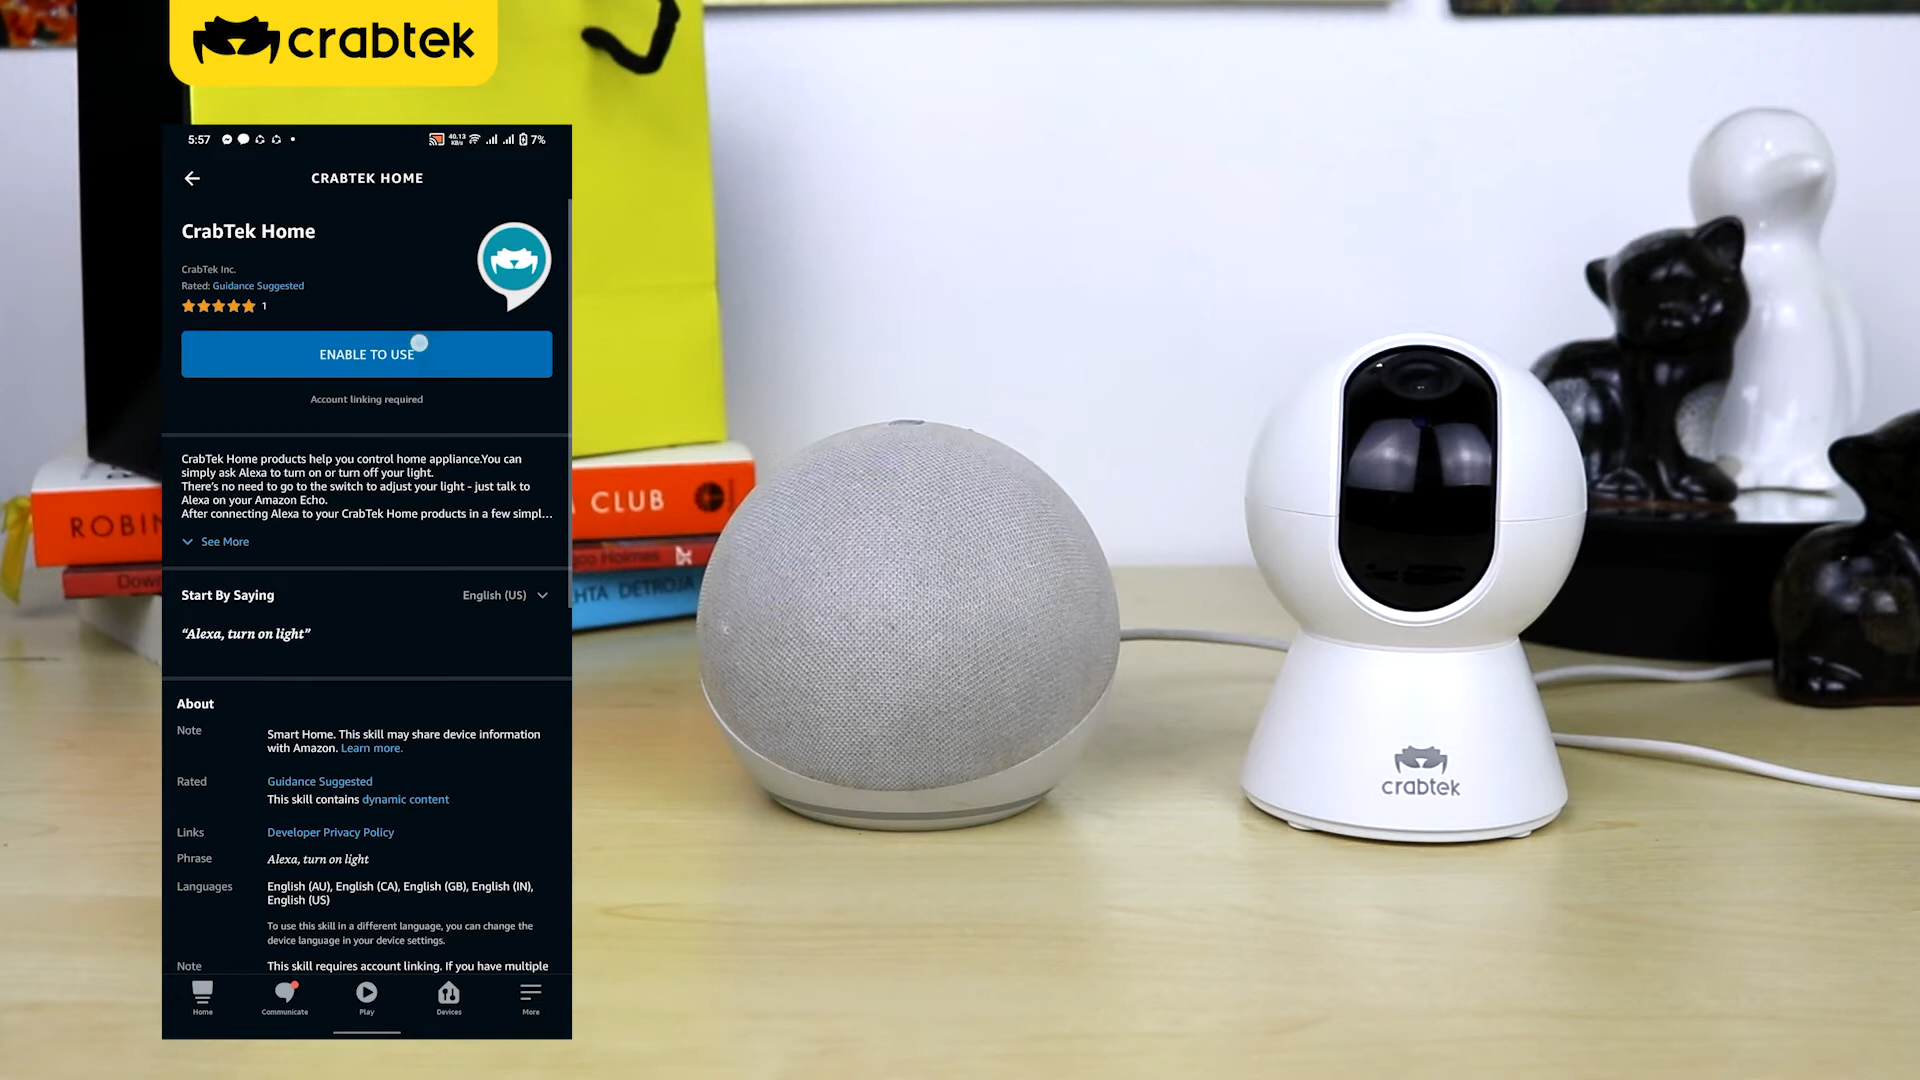 crabtek
5:57
40.13
KB/s
7%
CRABTEK HOME
CrabTek Home
CrabTek Inc.
Rated: Guidance Suggested
1
ENABLE TO USE
Account linking required
CrabTek Home products help you control home appliance.You can
simply ask Alexa to turn on or turn off your light.
There's no need to go to the switch to adjust your light - just talk to
Alexa on your Amazon Echo.
After connecting Alexa to your CrabTek Home products in a few simpl...
See More
Start By Saying
English (US)
“Alexa, turn on light”
About
Note
Smart Home. This skill may share device information
with Amazon. Learn more.
Rated
Guidance Suggested
This skill contains dynamic content
Links
Developer Privacy Policy
Phrase
Alexa, turn on light
Languages
English (AU), English (CA), English (GB), English (IN),
English (US)
To use this skill in a different language, you can change the
device language in your device settings.
Note
This skill requires account linking. If you have multiple
Home
Communicate
Play
Devices
More
ROBIN
CLUB
Holmes
DETROJA
crabtek